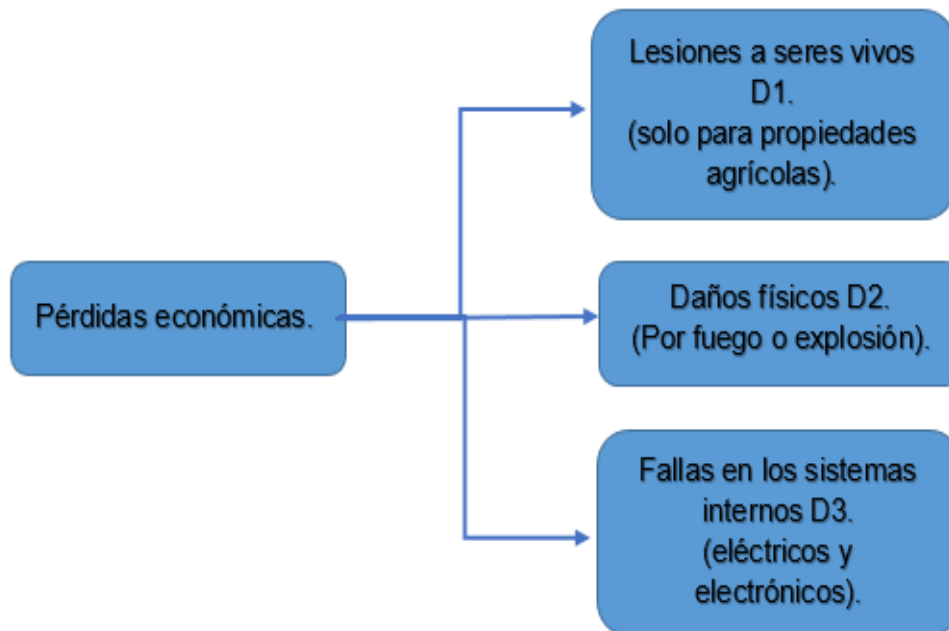 Lesiones a seres vivos
D1.
(solo para propiedades
agrícolas).
Pérdidas económicas.
Daños físicos D2.
(Por fuego o explosión).
Fallas en los sistemas
internos D3.
(eléctricos y
electrónicos).